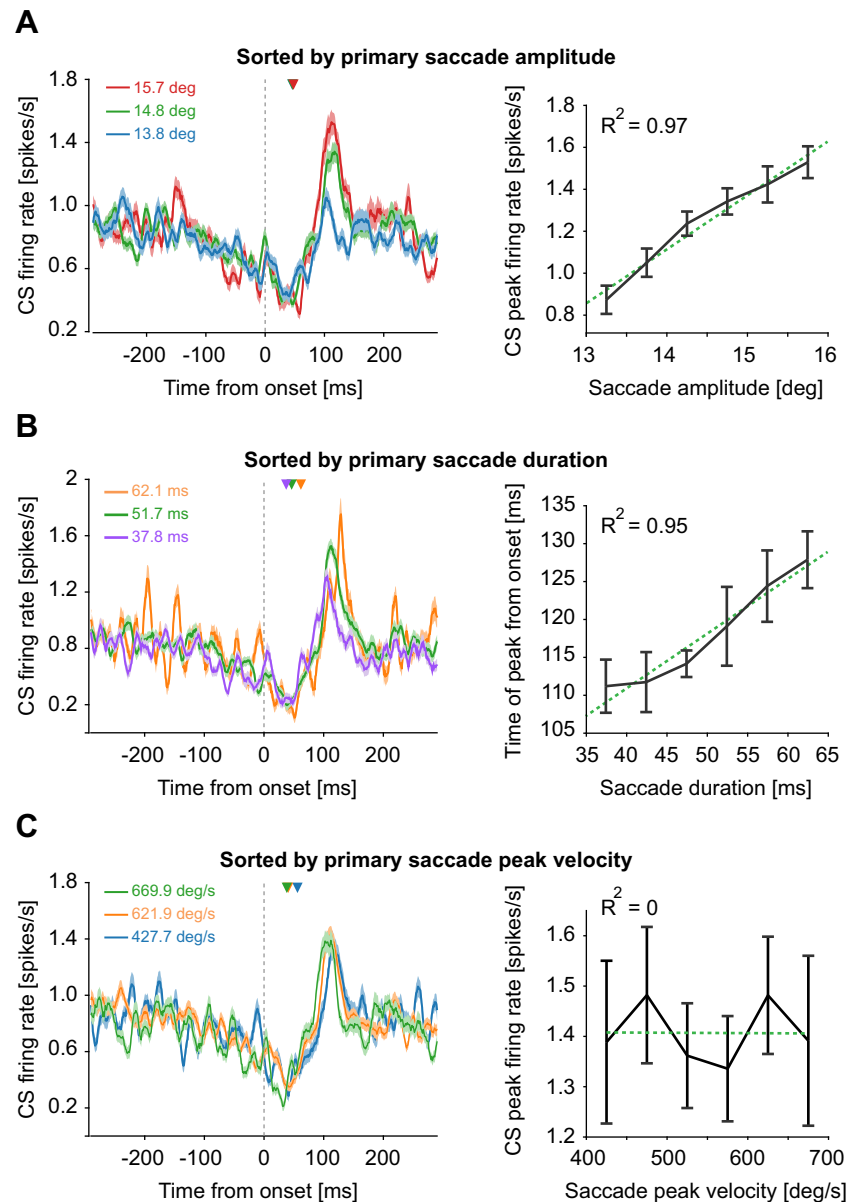 A
Sorted by primary saccade amplitude
CS firing rate [spikes/s]
1.8
1.4
1.0
0.6
0.2
15.7 deg
14.8 deg
13.8 deg
-200
-100
0
100
200
Time from onset [ms]
CS peak firing rate [spikes/s]
1.6
1.4
1.2
1.0
0.8
R² = 0.97
13
14
15
16
Saccade amplitude [deg]
B
Sorted by primary saccade duration
CS firing rate [spikes/s]
2
1.6
1.2
0.8
0.2
62.1 ms
51.7 ms
37.8 ms
-200
-100
0
100
200
Time from onset [ms]
Time of peak from onset [ms]
135
130
125
120
115
110
105
R² = 0.95
35
40
45
50
55
60
65
Saccade duration [ms]
C
Sorted by primary saccade peak velocity
CS firing rate [spikes/s]
1.8
1.4
1.0
0.6
0.2
669.9 deg/s
621.9 deg/s
427.7 deg/s
-200
-100
0
100
200
Time from onset [ms]
CS peak firing rate [spikes/s]
1.6
1.5
1.4
1.3
1.2
R² = 0
400
500
600
700
Saccade peak velocity [deg/s]